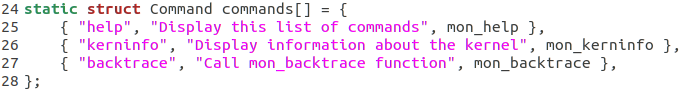 24 static struct Command commands[] = {
25     { "help", "Display this list of commands", mon_help },
26     { "kerninfo", "Display information about the kernel", mon_kerninfo },
27     { "backtrace", "Call mon_backtrace function", mon_backtrace },
28 };